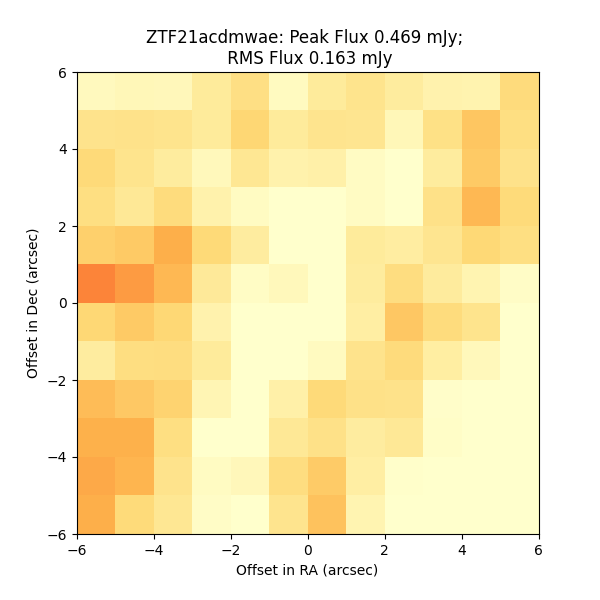 ZTF21acdmwae: Peak Flux 0.469 mJy;
RMS Flux 0.163 mJy
6
4
2
0
−2
−4
−6
Offset in Dec (arcsec)
−6 −4 −2 0 2 4 6
Offset in RA (arcsec)